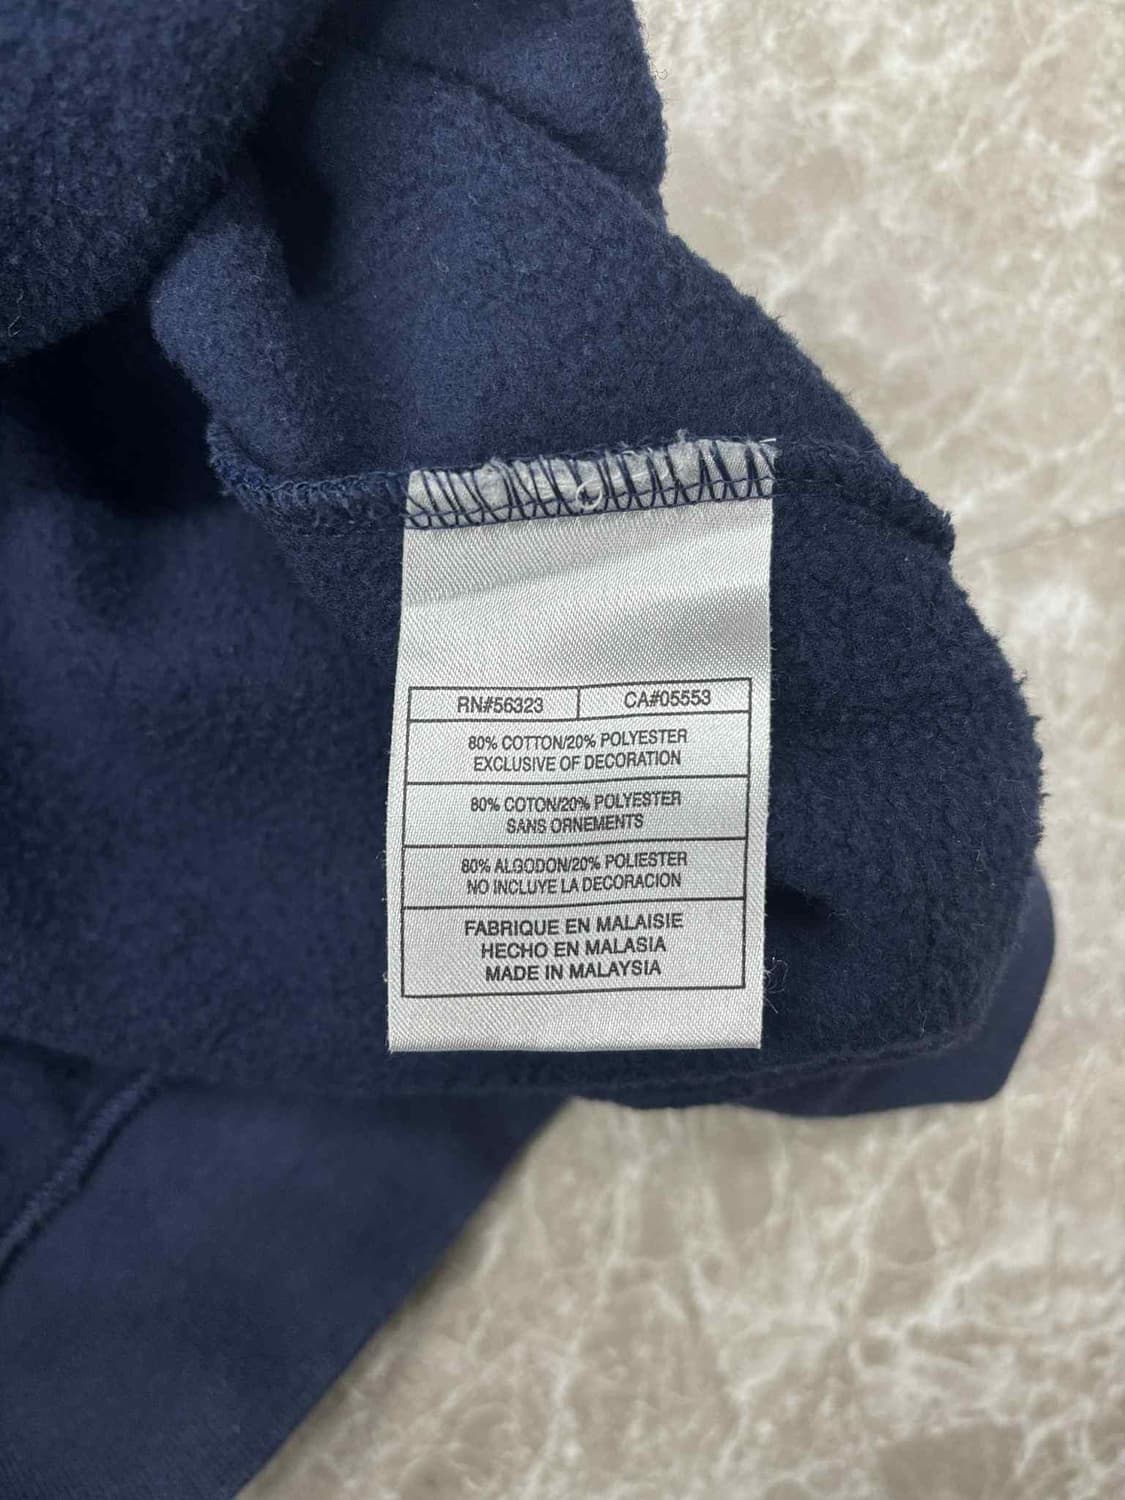 RN#56323 CA#05553
80% COTTON/20% POLYESTER
EXCLUSIVE OF DECORATION
80% COTON/20% POLYESTER
SANS ORNEMENTS
80% ALGODON/20% POLIESTER
NO INCLUYE LA DECORACION
FABRIQUE EN MALAISIE
HECHO EN MALASIA
MADE IN MALAYSIA